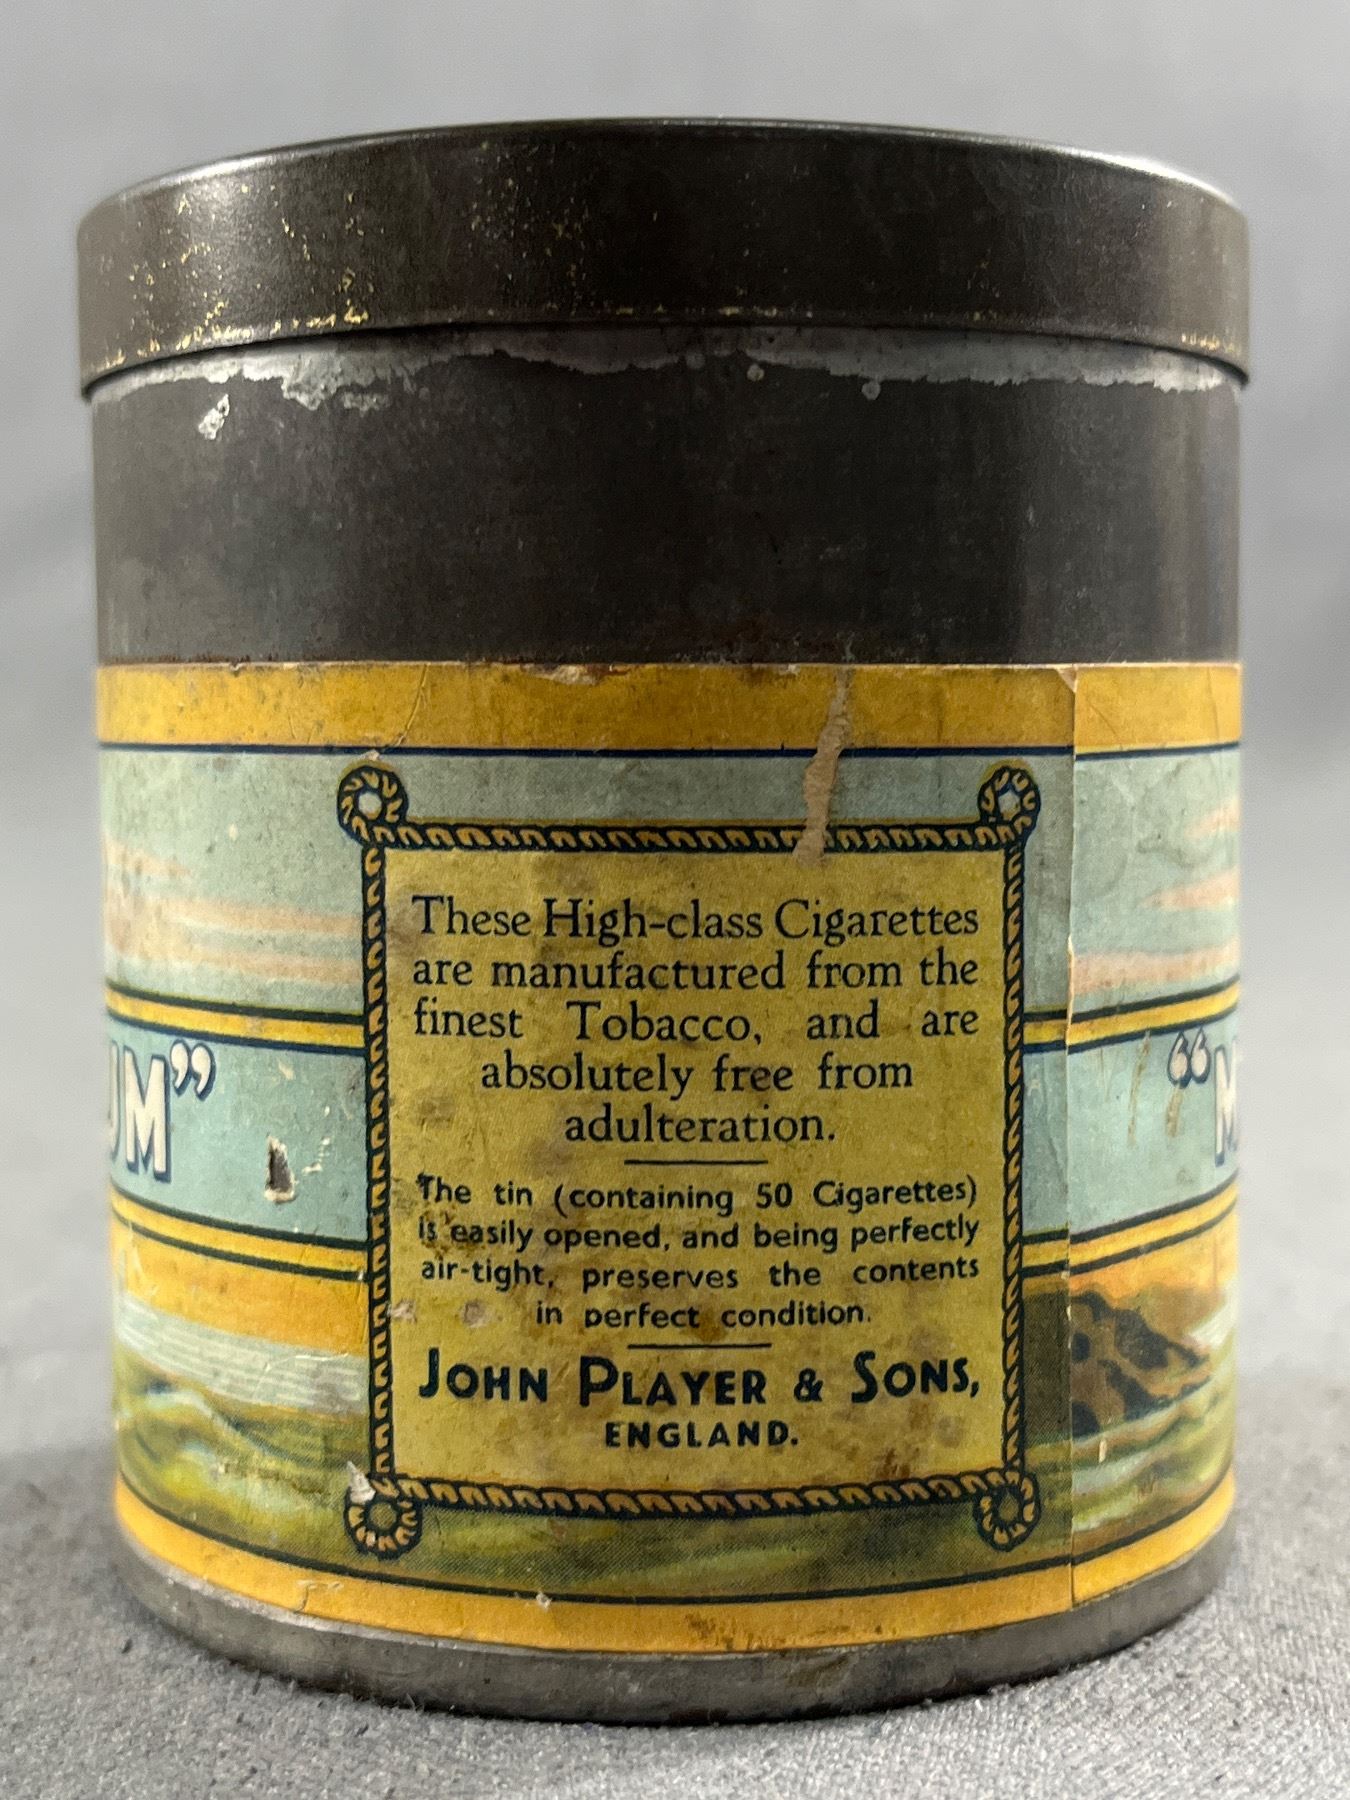 These High-class Cigarettes
are manufactured from the
finest Tobacco, and are
absolutely free from
adulteration.
The tin (containing 50 Cigarettes)
is easily opened, and being perfectly
air-tight, preserves the contents
in perfect condition.
JOHN PLAYER & SONS,
ENGLAND.
UM”
“M